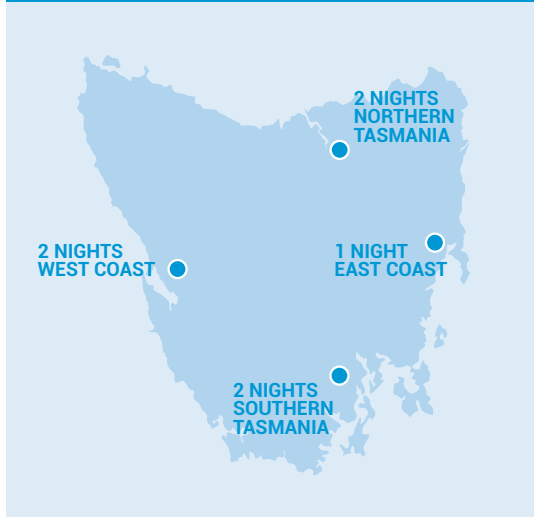 2 NIGHTS
NORTHERN
TASMANIA
2 NIGHTS
WEST COAST
1 NIGHT
EAST COAST
2 NIGHTS
SOUTHERN
TASMANIA